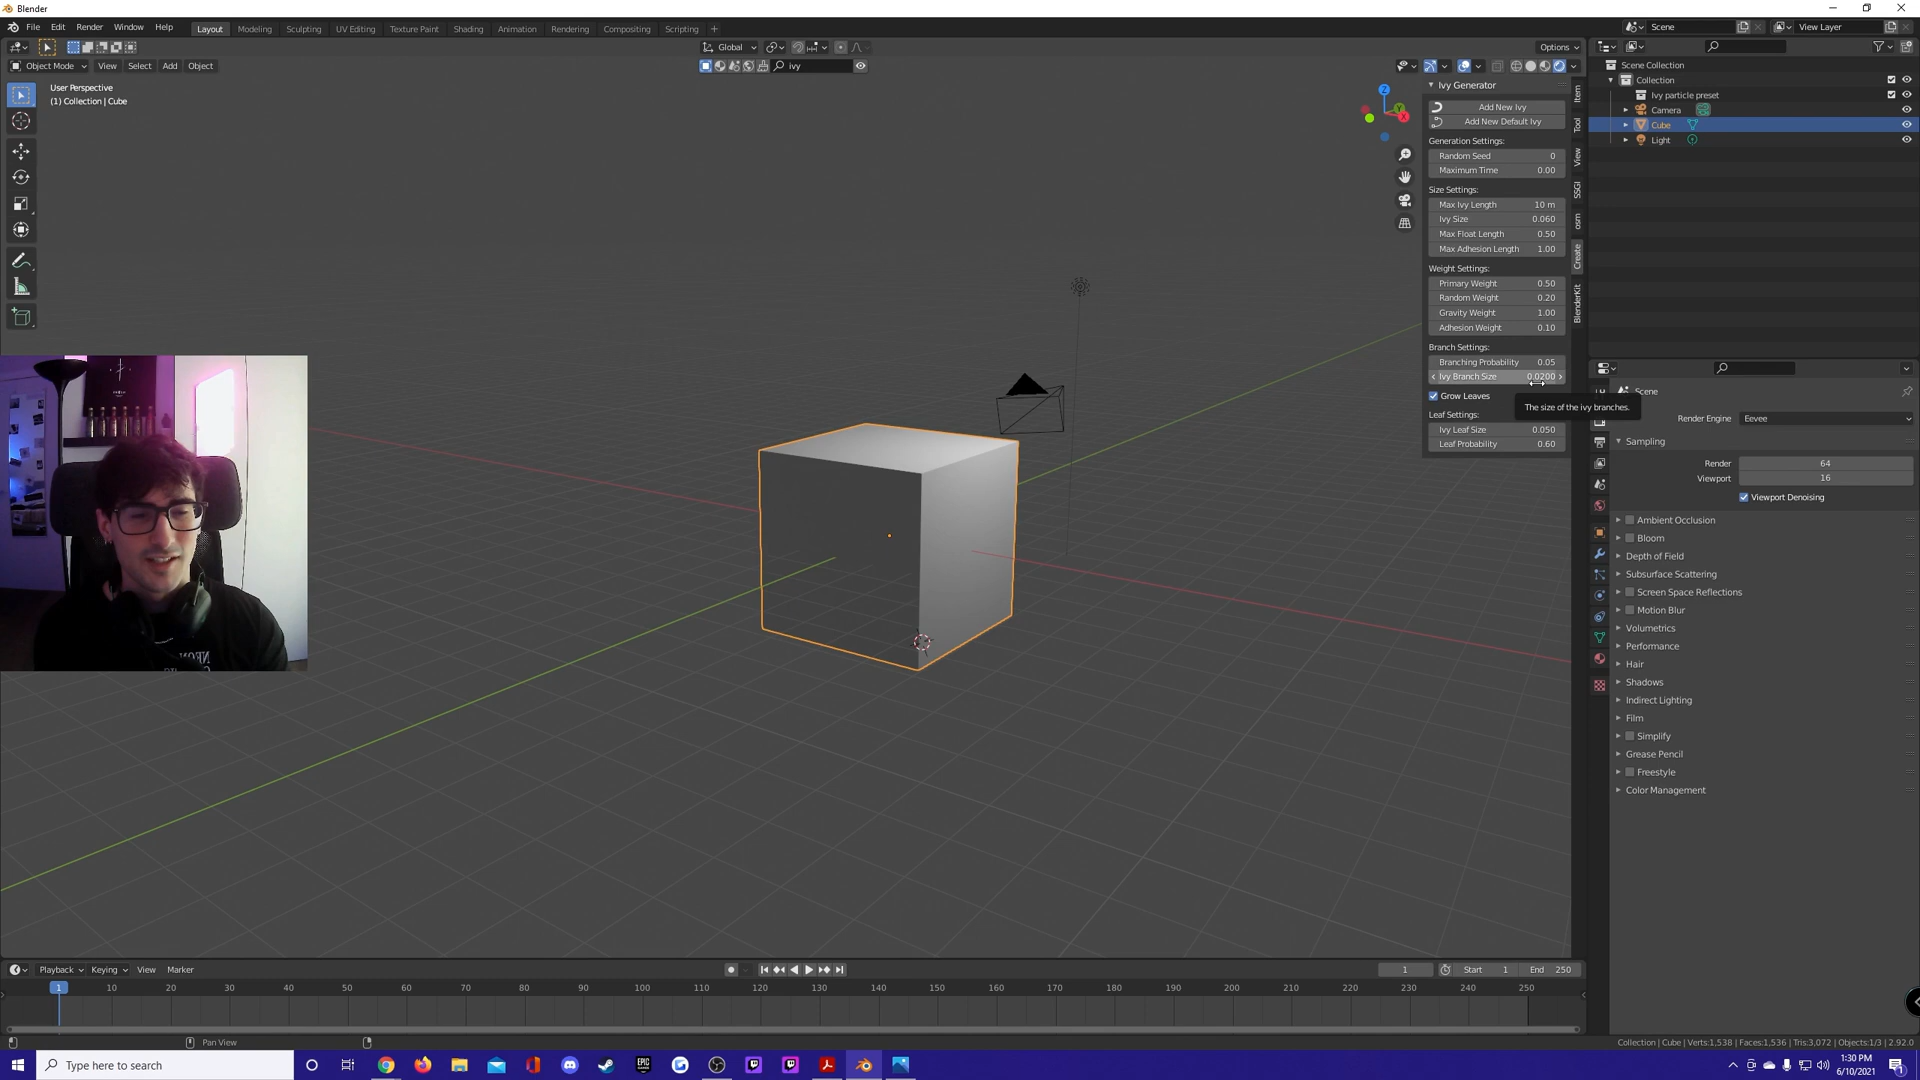 Blender
File Edit Render Window Help
Layout Modeling Sculpting UV Editing Texture Paint Shading Animation Rendering Compositing Scripting +
Scene View Layer
Global Options
Object Mode View Select Add Object ivy
User Perspective
(1) Collection | Cube
Z
Y
X
Ivy Generator
Add New Ivy
Add New Default Ivy
Generation Settings:
Random Seed 0
Maximum Time 0.00
Size Settings:
Max Ivy Length 10 m
Ivy Size 0.060
Max Float Length 0.50
Max Adhesion Length 1.00
Weight Settings:
Primary Weight 0.50
Random Weight 0.20
Gravity Weight 1.00
Adhesion Weight 0.10
Branch Settings:
Branching Probability 0.05
Ivy Branch Size 0.0200
Grow Leaves
The size of the ivy branches.
Leaf Settings:
Ivy Leaf Size 0.050
Leaf Probability 0.60
Item
Tool
View
SSGI
osm
Create
BlenderKit
Scene Collection
Collection
Ivy particle preset
Camera
Cube
Light
Scene
Render Engine Eevee
Sampling
Render 64
Viewport 16
Viewport Denoising
Ambient Occlusion
Bloom
Depth of Field
Subsurface Scattering
Screen Space Reflections
Motion Blur
Volumetrics
Performance
Hair
Shadows
Indirect Lighting
Film
Simplify
Grease Pencil
Freestyle
Color Management
Playback Keying View Marker 1 Start 1 End 250
1 10 20 30 40 50 60 70 80 90 100 110 120 130 140 150 160 170 180 190 200 210 220 230 240 250
Pan View
Collection | Cube | Verts:1,538 | Faces:1,536 | Tris:3,072 | Objects:1/3 | 2.92.0
Type here to search
EPIC
GAMES
1:30 PM
6/10/2021